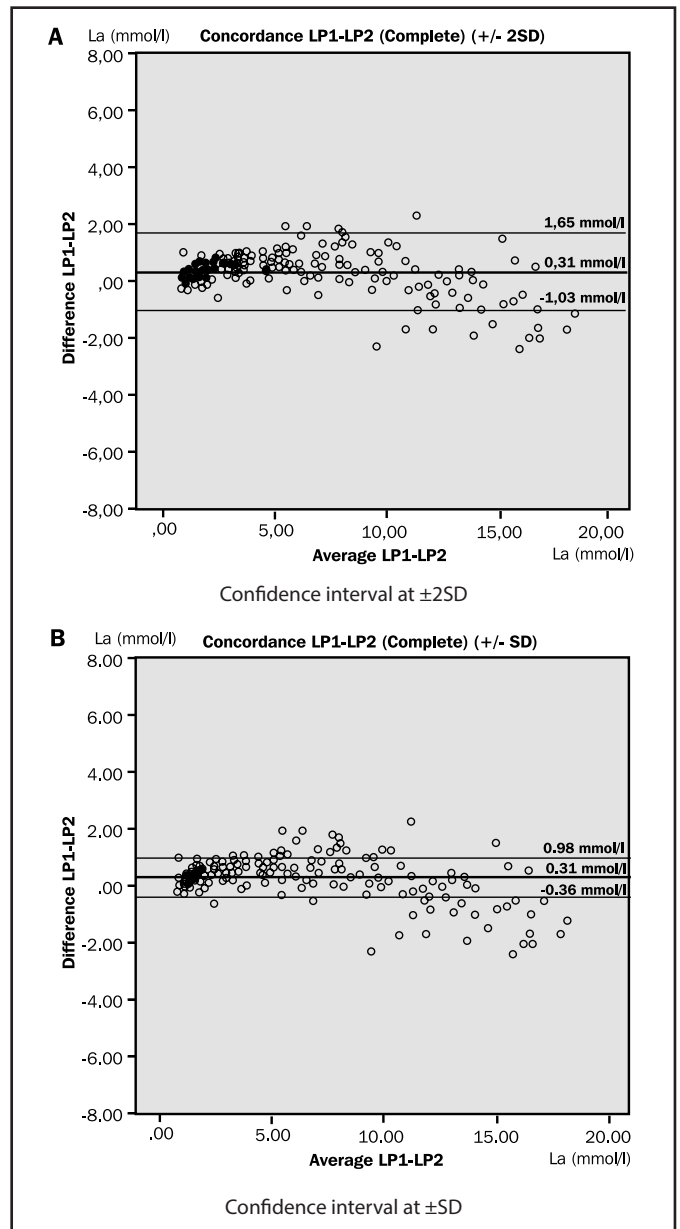 A La (mmol/l) Concordance LP1-LP2 (Complete) (+/- 2SD)
8,00
6,00
4,00
2,00
,00
-2,00
-4,00
-6,00
-8,00
Difference LP1-LP2
1,65 mmol/l
0,31 mmol/l
-1,03 mmol/l
,00 5,00 10,00 15,00 20,00
Average LP1-LP2 La (mmol/l)
Confidence interval at ±2SD
B La (mmol/l) Concordance LP1-LP2 (Complete) (+/- SD)
8.00
6.00
4.00
2.00
.00
-2.00
-4.00
-6.00
-8.00
Difference LP1-LP2
0.98 mmol/l
0.31 mmol/l
-0.36 mmol/l
.00 5.00 10.00 15.00 20.00
Average LP1-LP2 La (mmol/l)
Confidence interval at ±SD